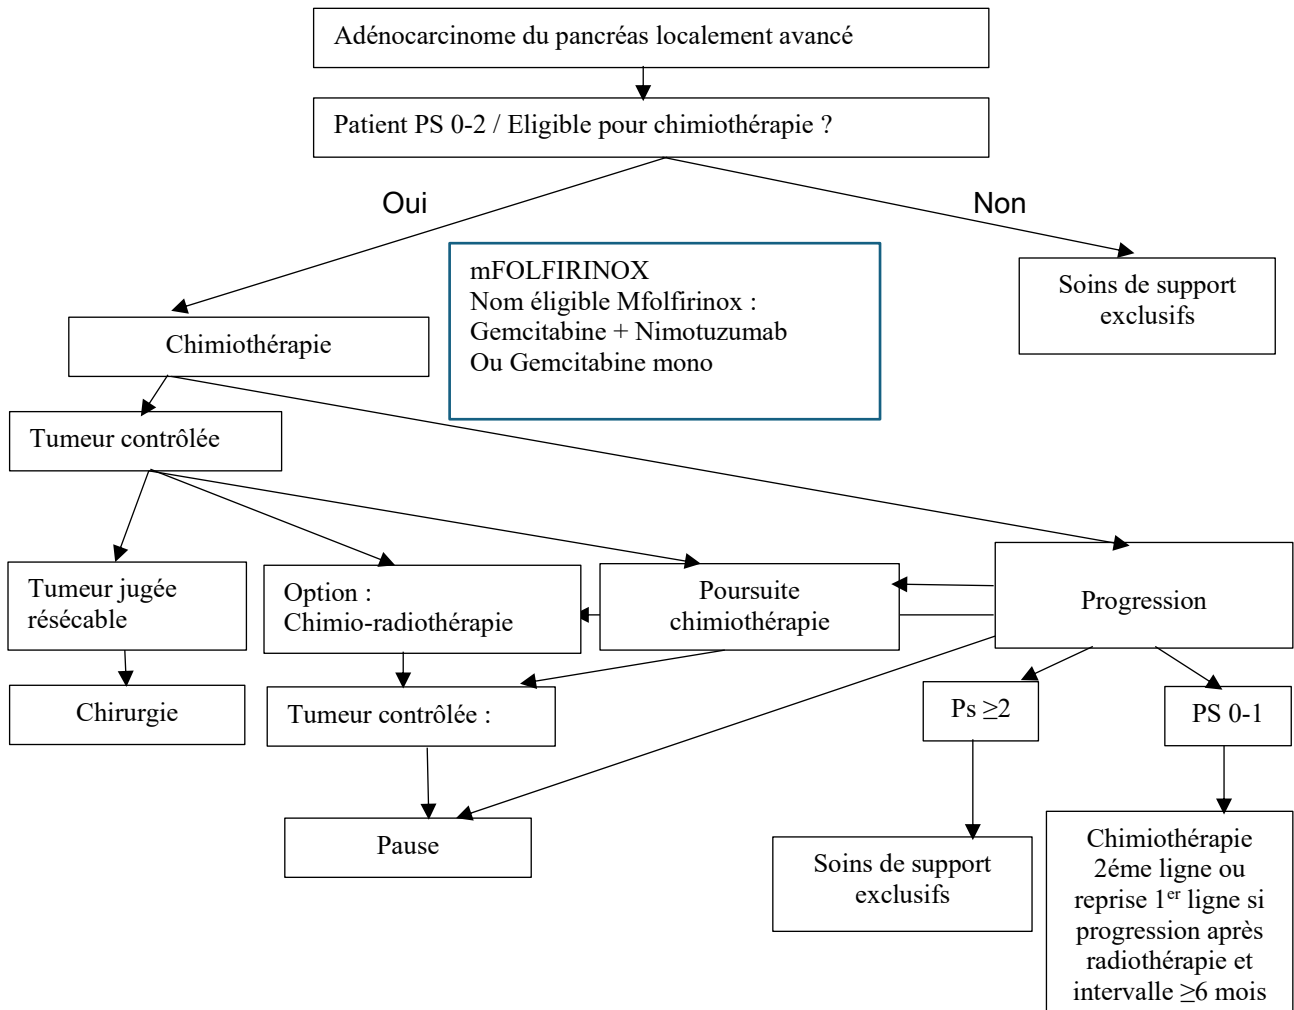 Adénocarcinome du pancréas localement avancé
Patient PS 0-2 / Eligible pour chimiothérapie ?
Oui
Non
mFOLFIRINOX
Nom éligible Mfolfirinox :
Gemcitabine + Nimotuzumab
Ou Gemcitabine mono
Soins de support
exclusifs
Chimiothérapie
Tumeur contrôlée
Tumeur jugée
résécable
Option :
Chimio-radiothérapie
Poursuite
chimiothérapie
Progression
Chirurgie
Tumeur contrôlée :
Ps ≥2
PS 0-1
Pause
Soins de support
exclusifs
Chimiothérapie
2éme ligne ou
reprise 1er ligne si
progression après
radiothérapie et
intervalle ≥6 mois